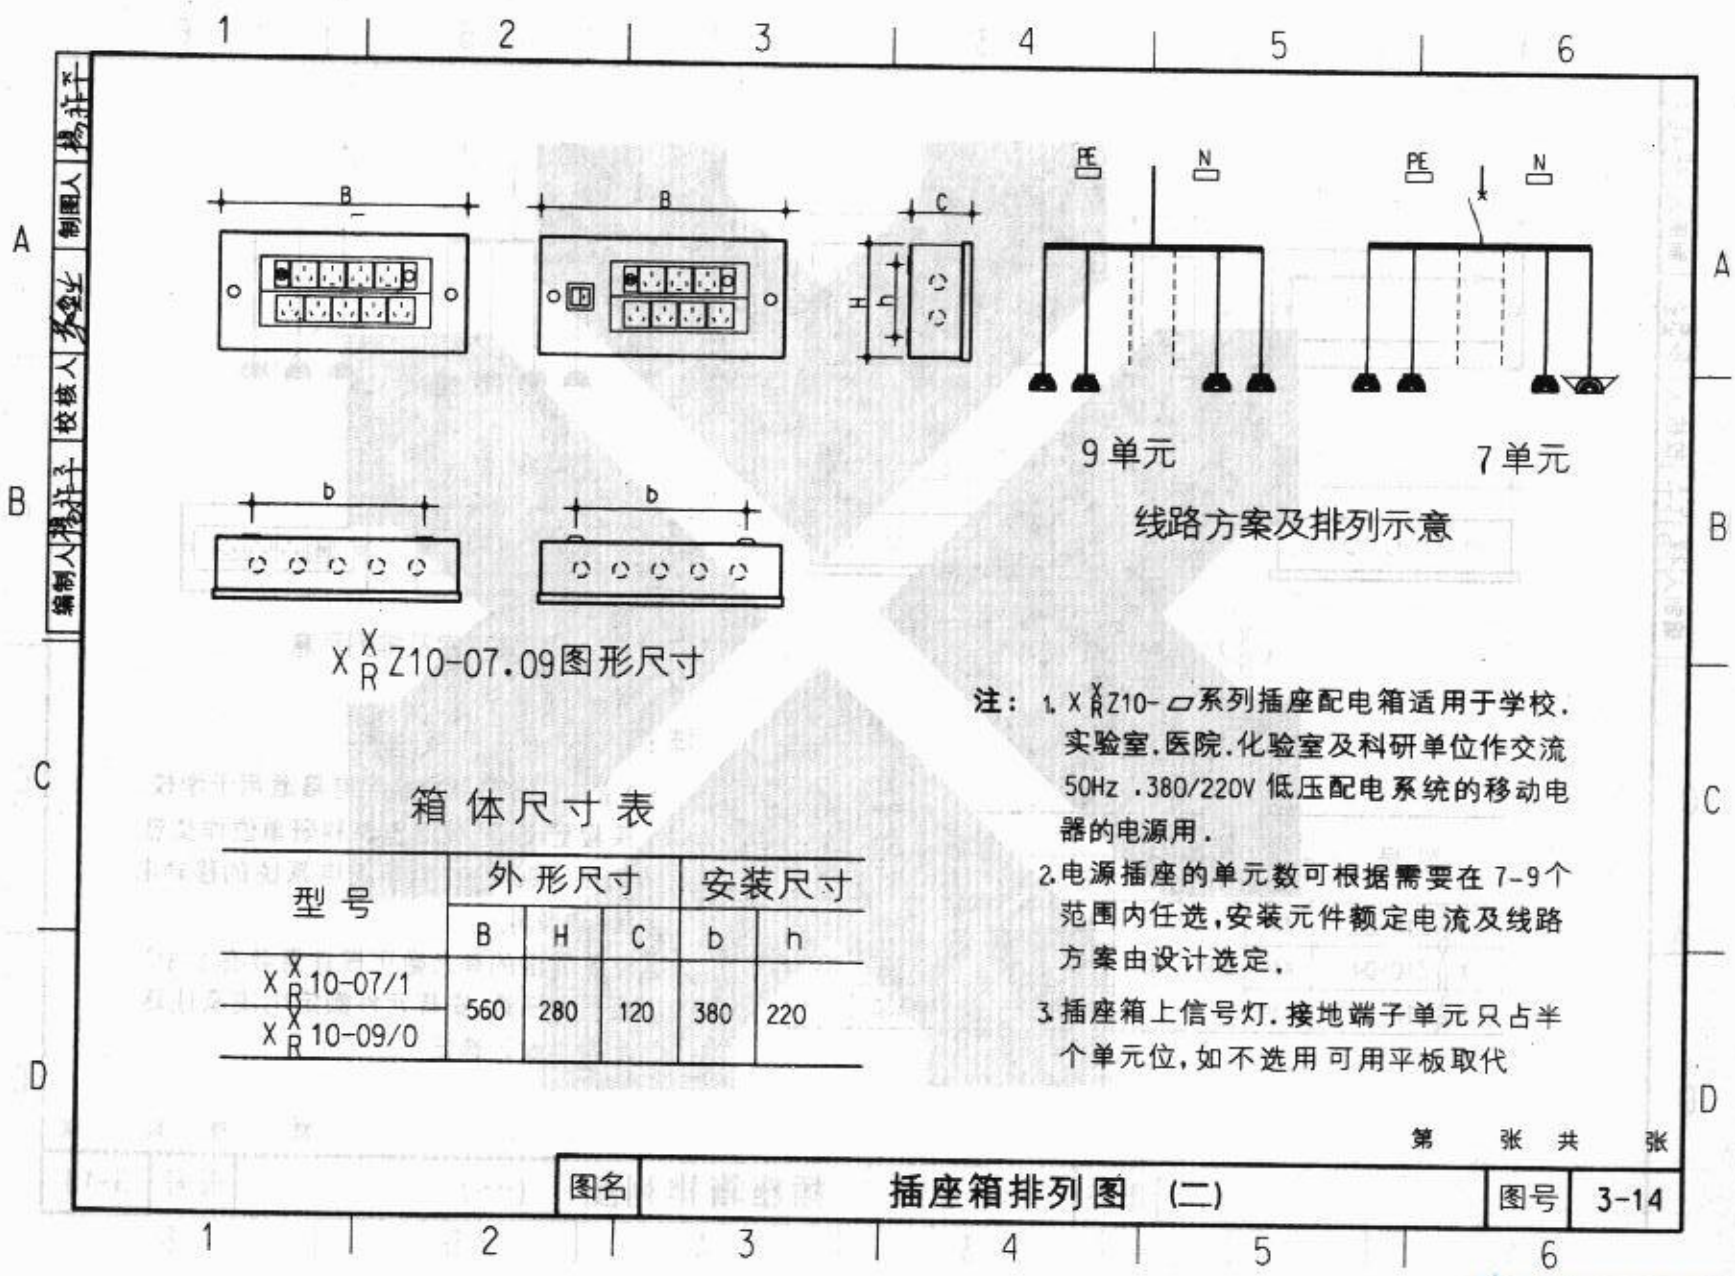 1 2 3 4 5 6
A
B
C
D
A
B
C
D
制图人
校核人
编制人
B
B
C
H
h
PE
N
PE
N
9单元
7单元
线路方案及排列示意
b
b
X X/R Z10-07.09图形尺寸
注: 1. X X/R Z10-▱系列插座配电箱适用于学校.
实验室.医院.化验室及科研单位作交流
50Hz .380/220V 低压配电系统的移动电
器的电源用.
2.电源插座的单元数可根据需要在 7-9个
范围内任选,安装元件额定电流及线路
方案由设计选定.
3.插座箱上信号灯.接地端子单元只占半
个单元位,如不选用可用平板取代
箱体尺寸表
型号 外形尺寸 安装尺寸
B H C b h
X X/R 10-07/1
560 280 120 380 220
X X/R 10-09/0
第 张 共 张
图名 插座箱排列图 (二) 图号 3-14
1 2 3 4 5 6